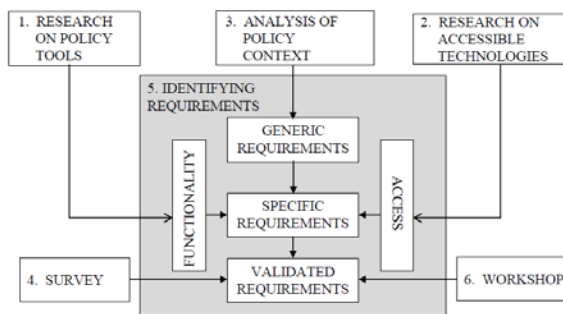 1. RESEARCH
ON POLICY
TOOLS
3. ANALYSIS OF
POLICY
CONTEXT
2. RESEARCH ON
ACCESSIBLE
TECHNOLOGIES
5. IDENTIFYING
REQUIREMENTS
GENERIC
REQUIREMENTS
FUNCTIONALITY
SPECIFIC
REQUIREMENTS
ACCESS
VALIDATED
REQUIREMENTS
4. SURVEY
6. WORKSHOP